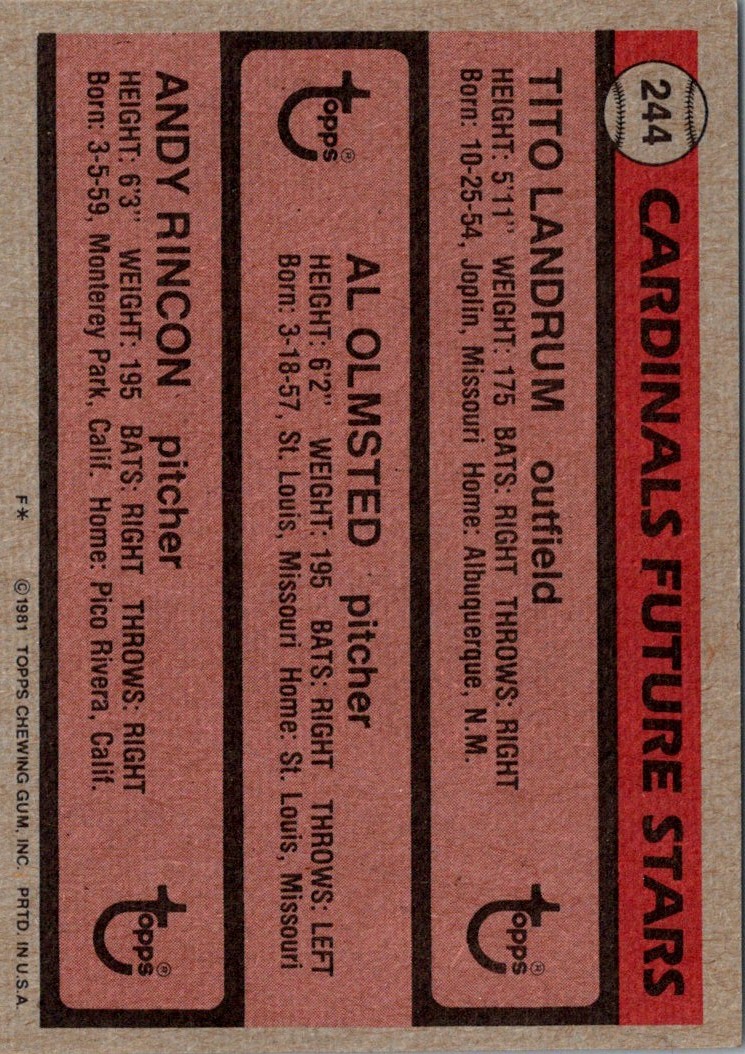 244 CARDINALS FUTURE STARS
TITO LANDRUM outfield
HEIGHT: 5'11" WEIGHT: 175 BATS: RIGHT THROWS: RIGHT
Born: 10-25-54, Joplin, Missouri Home: Albuquerque, N.M.
Topps®
Topps®
AL OLMSTED pitcher
HEIGHT: 6'2" WEIGHT: 195 BATS: RIGHT THROWS: LEFT
Born: 3-18-57, St. Louis, Missouri Home: St. Louis, Missouri
ANDY RINCON pitcher
HEIGHT: 6'3" WEIGHT: 195 BATS: RIGHT THROWS: RIGHT
Born: 3-5-59, Monterey Park, Calif. Home: Pico Rivera, Calif.
Topps®
F* ©1981 TOPPS CHEWING GUM, INC. PRTD. IN U.S.A.